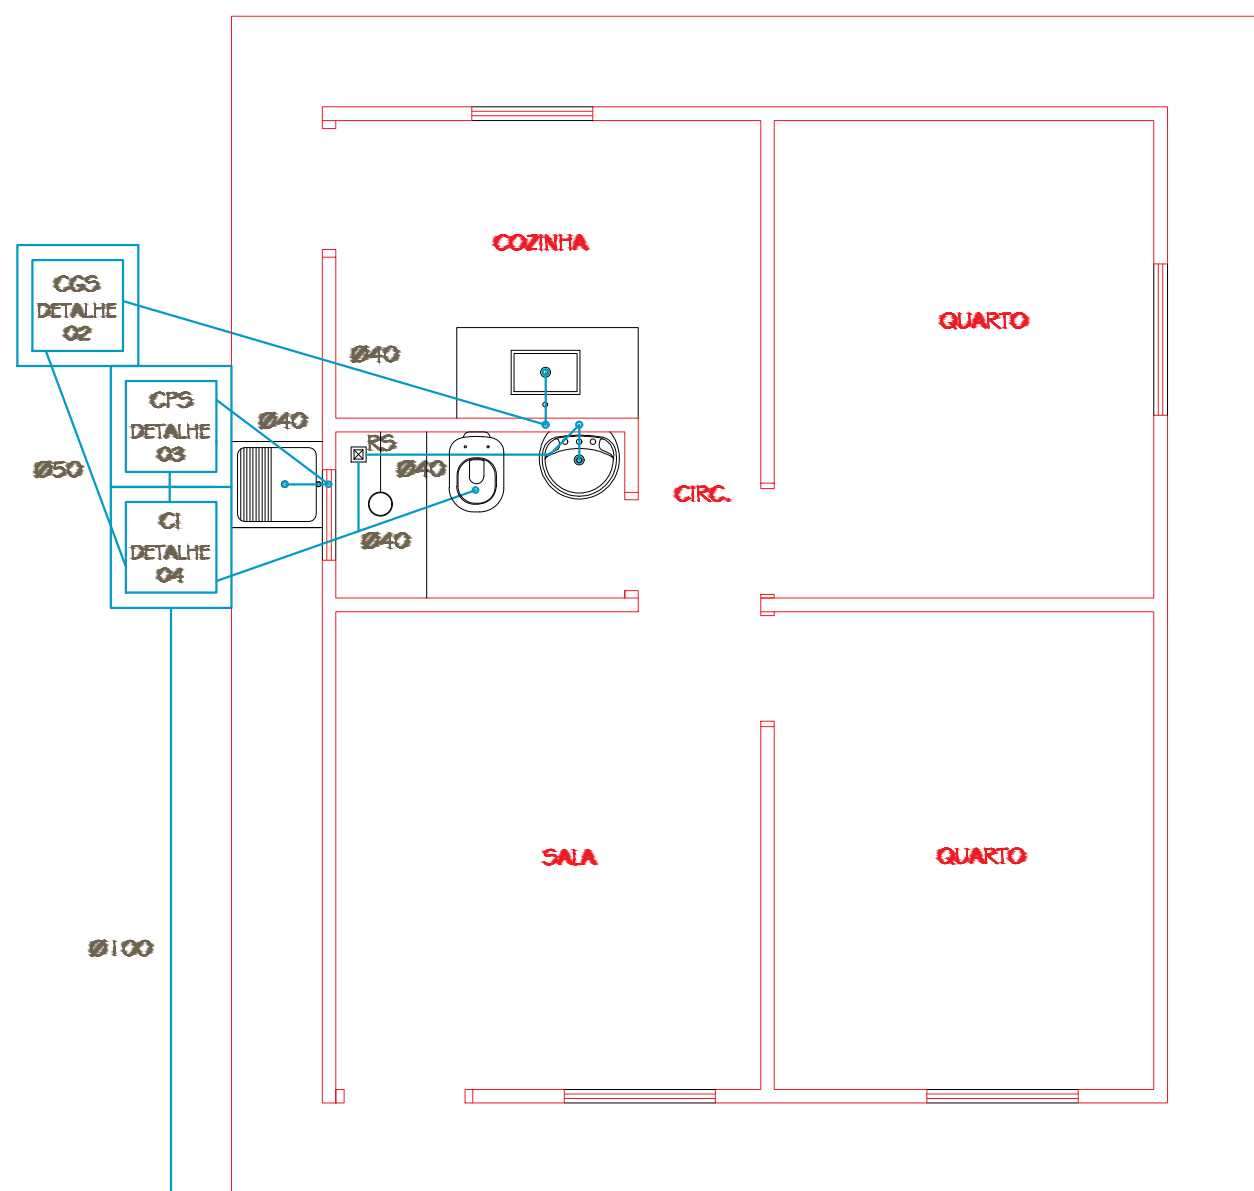 COZINHA
CGS
DETALHE
02
QUARTO
Ø40
CPS
DETALHE
03
Ø40
RS
Ø50
Ø40
CIRC.
CI
DETALHE
04
Ø40
SALA
QUARTO
Ø100